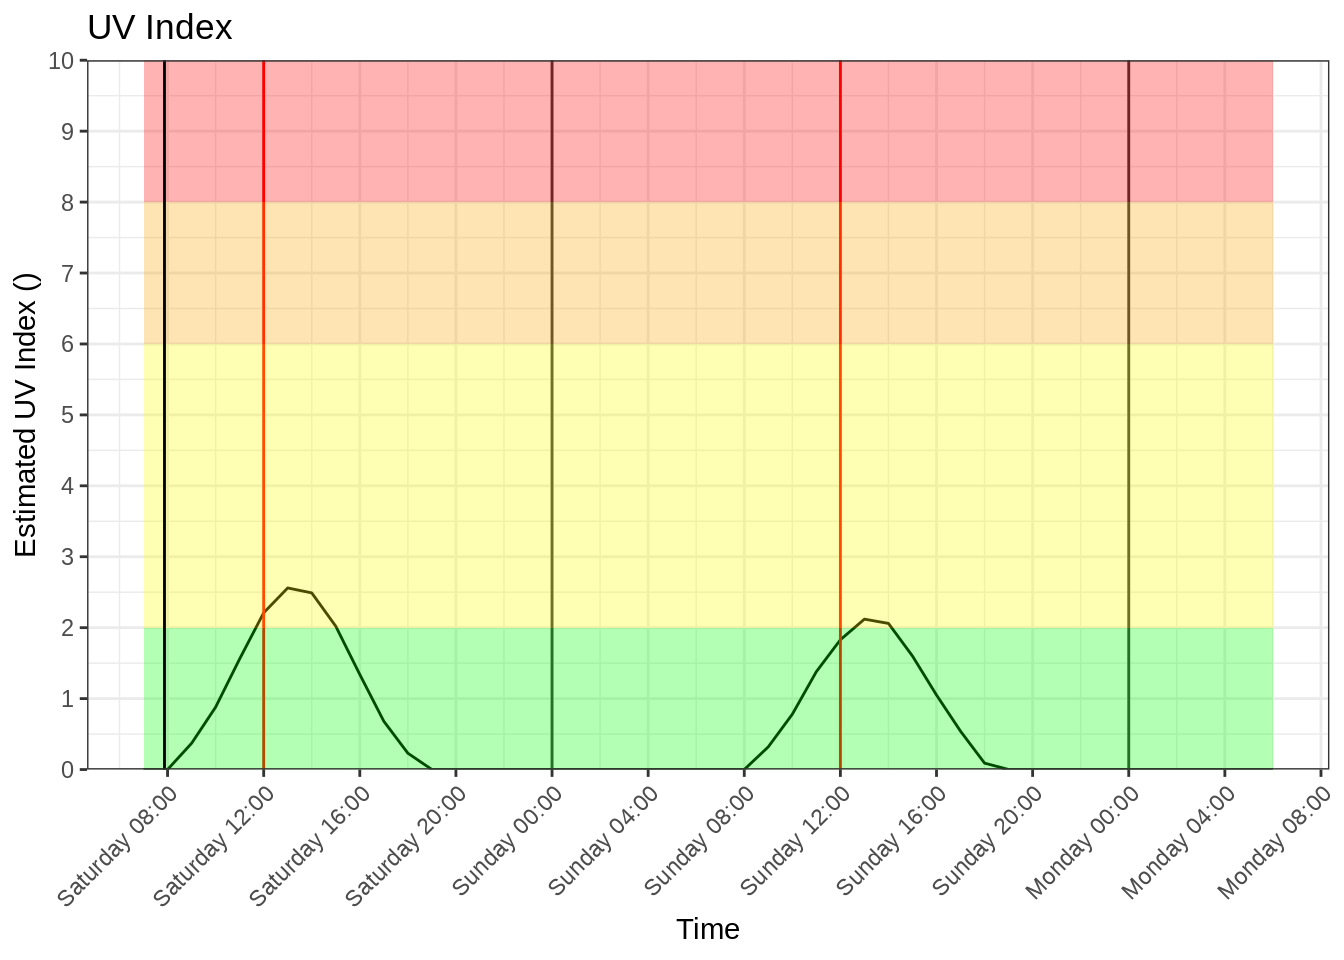 UV Index
Estimated UV Index ()
10
9
8
7
6
5
4
3
2
1
0
Saturday 08:00
Saturday 12:00
Saturday 16:00
Saturday 20:00
Sunday 00:00
Sunday 04:00
Sunday 08:00
Sunday 12:00
Sunday 16:00
Sunday 20:00
Monday 00:00
Monday 04:00
Monday 08:00
Time